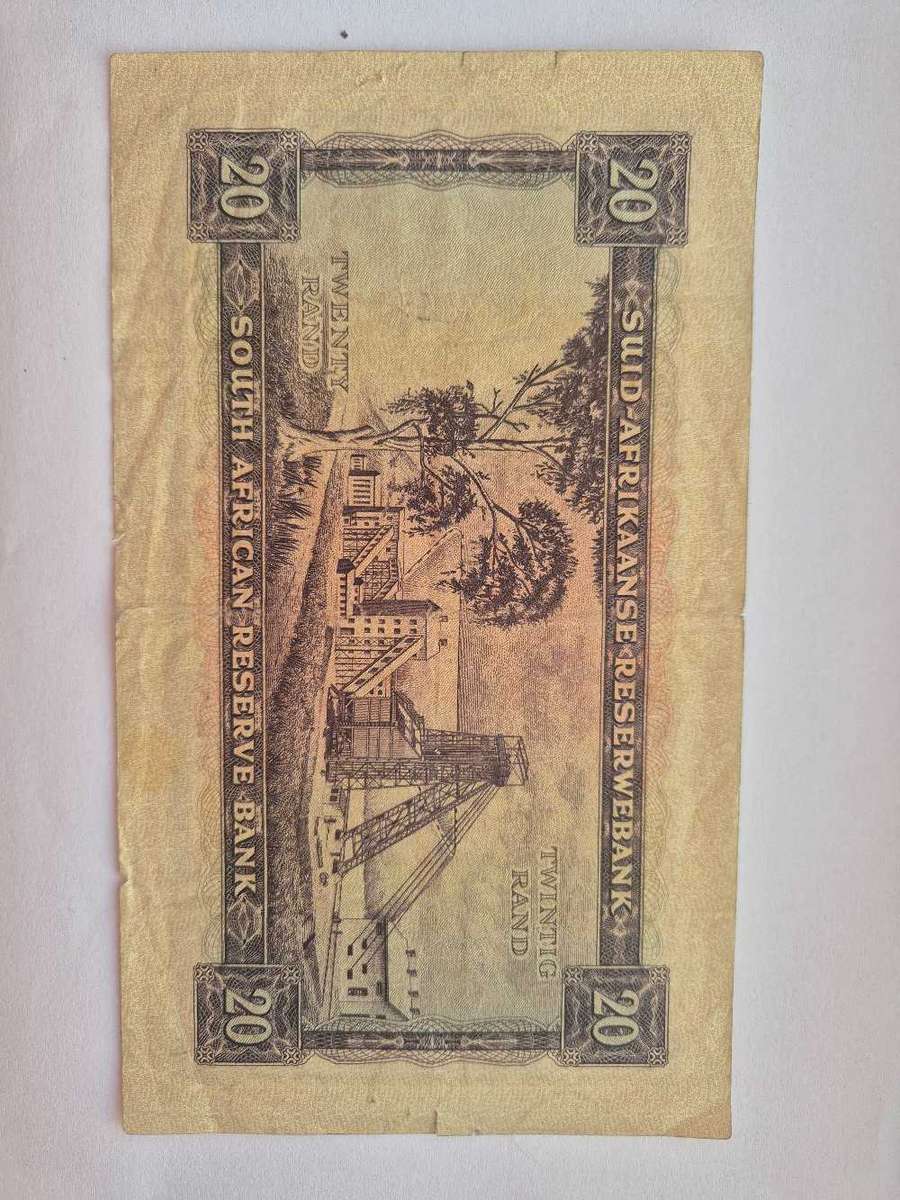 20
SUID-AFRIKAANSE RESERWEBANK
20
TWINTIG
RAND
TWENTY
RAND
20
SOUTH AFRICAN RESERVE BANK
20